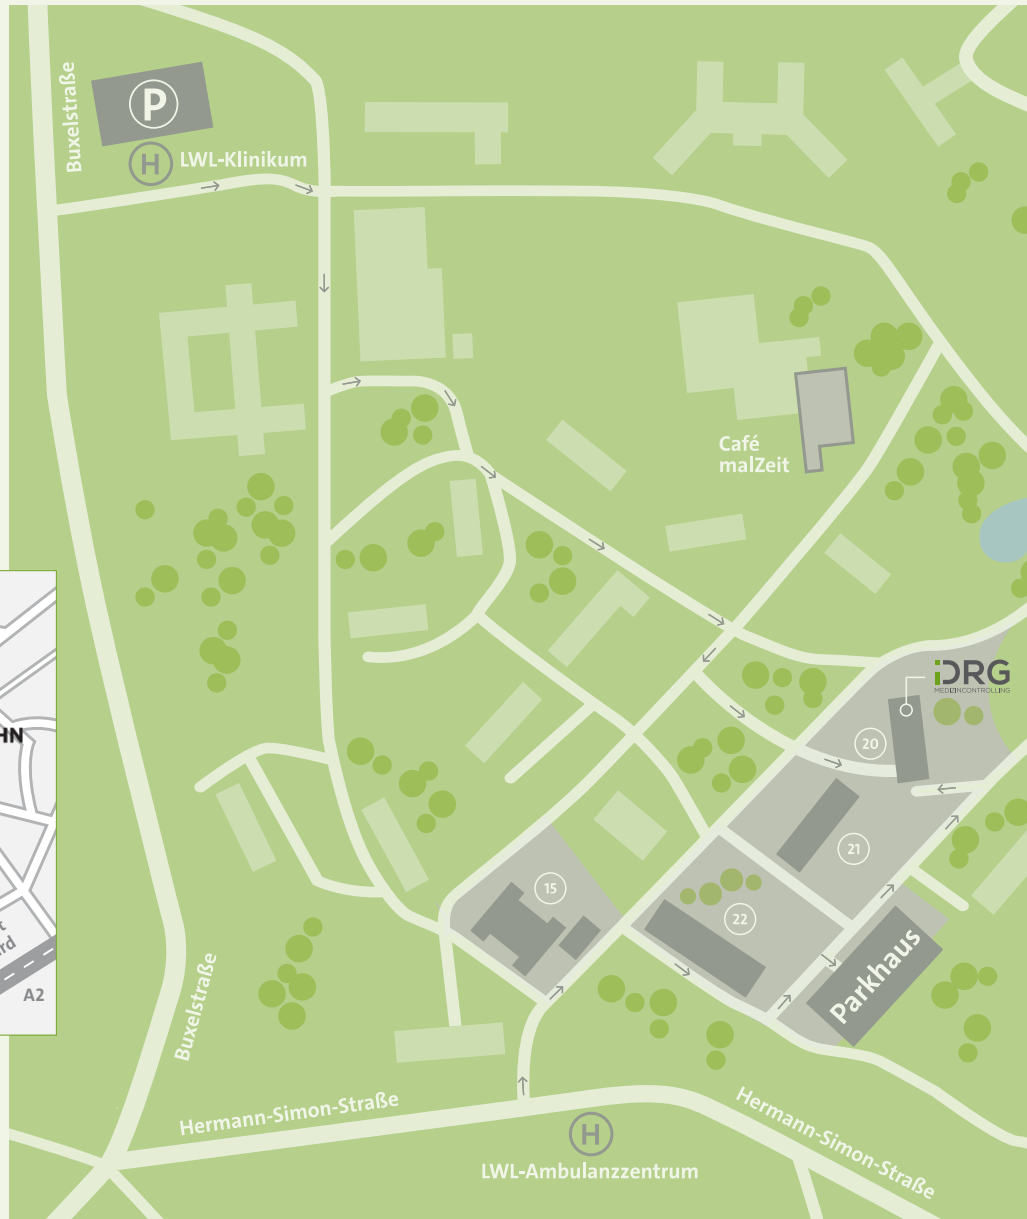 Buxelstraße
P
H
LWL-Klinikum
Café
malZeit
iDRG
MEDIZINCONTROLLING
20
21
15
22
Parkhaus
HN
t
rd
A2
Buxelstraße
Hermann-Simon-Straße
Hermann-Simon-Straße
H
LWL-Ambulanzzentrum